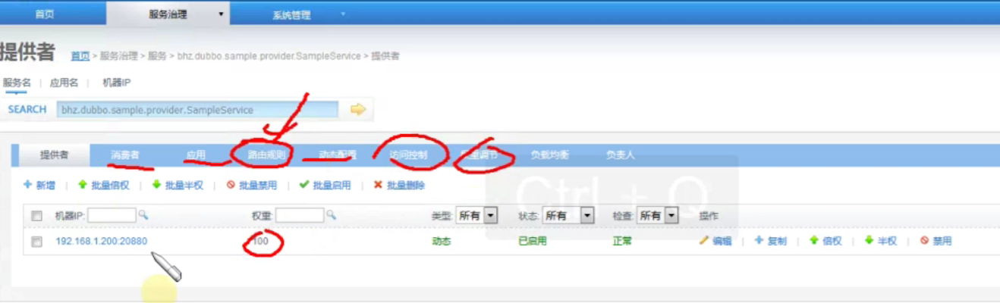 首页 服务治理 系统管理
提供者 首页 > 服务治理 > 服务 > bhz.dubbo.sample.provider.SampleService > 提供者
服务名 | 应用名 | 机器IP
SEARCH bhz.dubbo.sample.provider.SampleService
提供者 消费者 应用 路由规则 动态配置 访问控制 权重调节 负载均衡 负责人
新增 | 批量倍权 | 批量半权 | 批量禁用 | 批量启用 | 批量删除
Ctrl + Q
机器IP: 权重: 类型: 所有 状态: 所有 检查: 所有 操作
192.168.1.200:20880 100 动态 已启用 正常 编辑 | 复制 | 倍权 | 半权 | 禁用